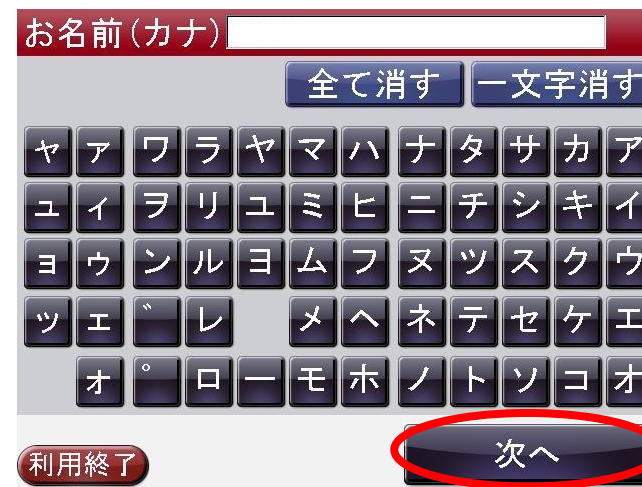 お名前(カナ)
全て消す 一文字消す
ャ ァ ワ ラ ヤ マ ハ ナ タ サ カ ア
ュ ィ ヲ リ ユ ミ ヒ ニ チ シ キ イ
ョ ゥ ン ル ヨ ム フ ヌ ツ ス ク ウ
ッ ェ ゛ レ メ ヘ ネ テ セ ケ エ
ォ ゜ ロ ー モ ホ ノ ト ソ コ オ
利用終了 次へ